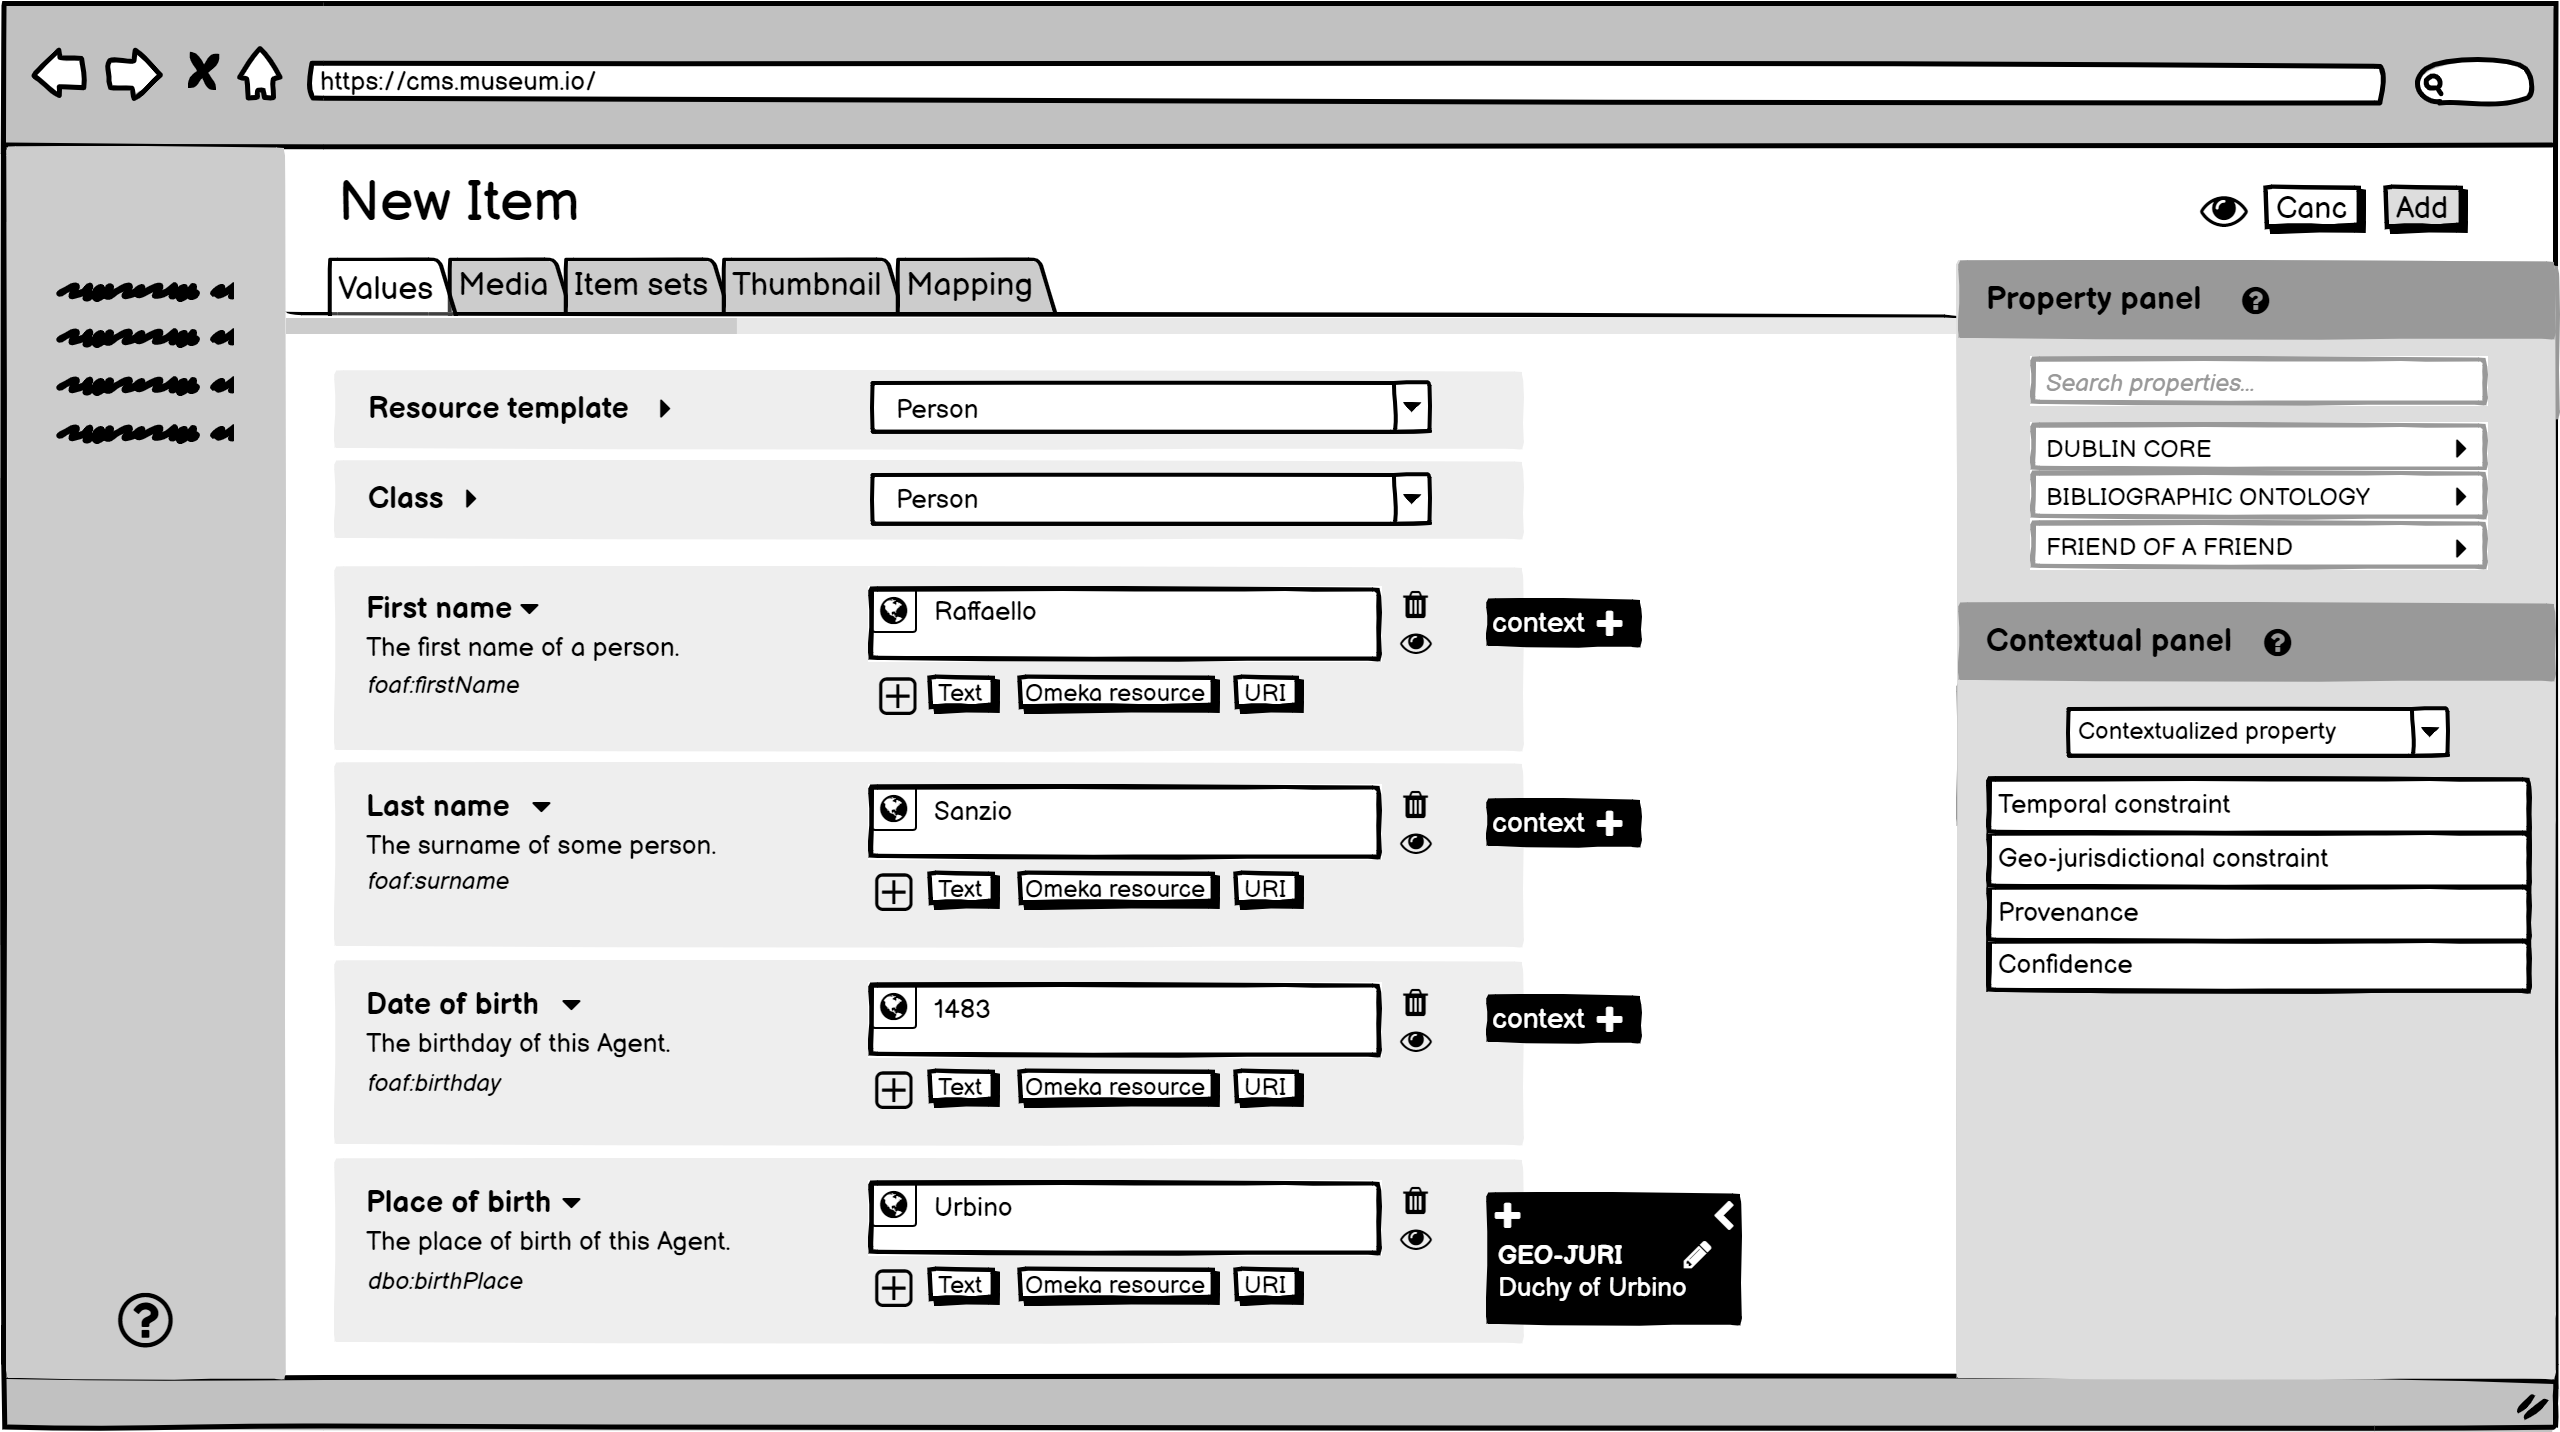 https://cms.museum.io/
New Item
Canc
Add
Values
Media
Item sets
Thumbnail
Mapping
Resource template
Person
Class
Person
First name
The first name of a person.
foaf:firstName
Raffaello
Text
Omeka resource
URI
context
Last name
The surname of some person.
foaf:surname
Sanzio
Text
Omeka resource
URI
context
Date of birth
The birthday of this Agent.
foaf:birthday
1483
Text
Omeka resource
URI
context
Place of birth
The place of birth of this Agent.
dbo:birthPlace
Urbino
Text
Omeka resource
URI
GEO-JURI
Duchy of Urbino
Property panel
Search properties...
DUBLIN CORE
BIBLIOGRAPHIC ONTOLOGY
FRIEND OF A FRIEND
Contextual panel
Contextualized property
Temporal constraint
Geo-jurisdictional constraint
Provenance
Confidence